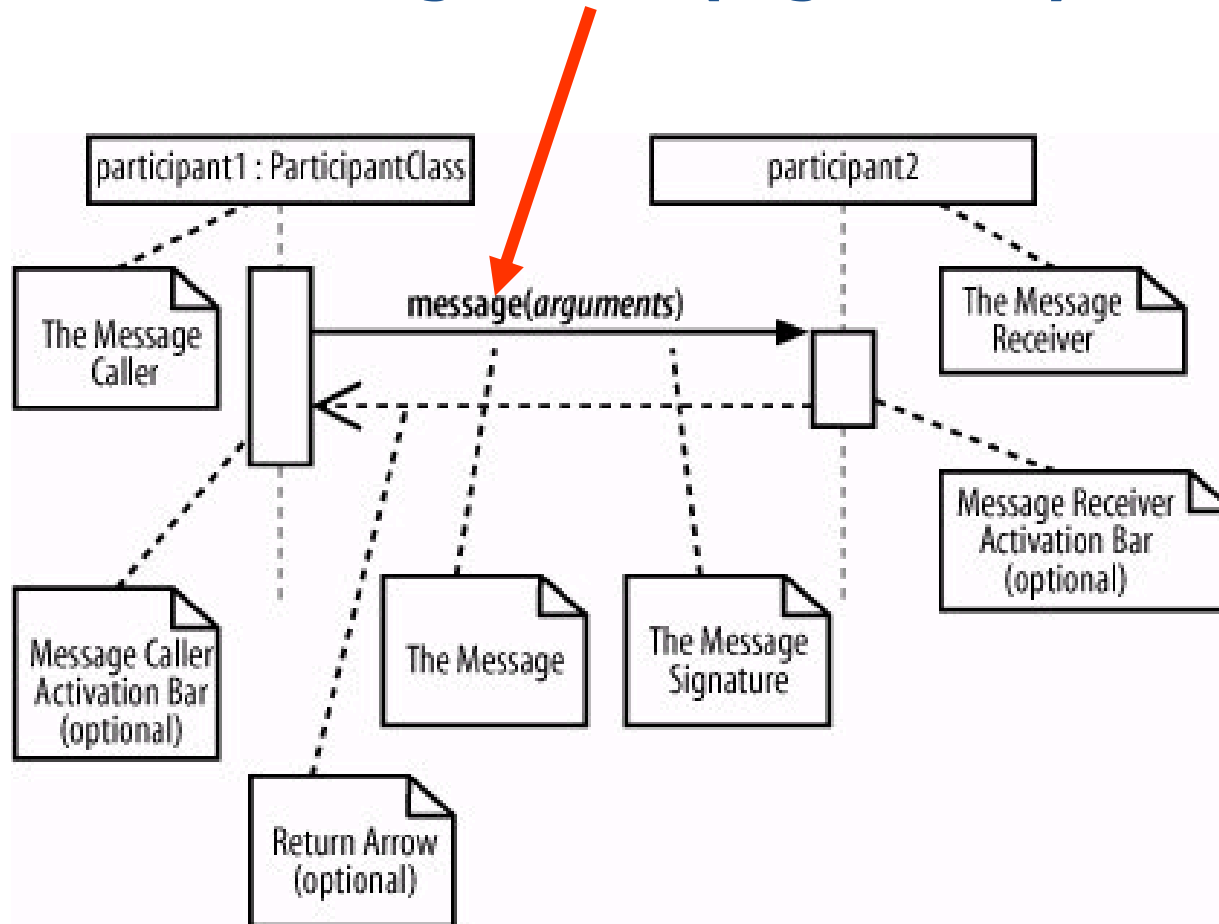 participant1 : ParticipantClass
participant2
The Message
Caller
message(arguments)
The Message
Receiver
Message Receiver
Activation Bar
(optional)
Message Caller
Activation Bar
(optional)
The Message
The Message
Signature
Return Arrow
(optional)